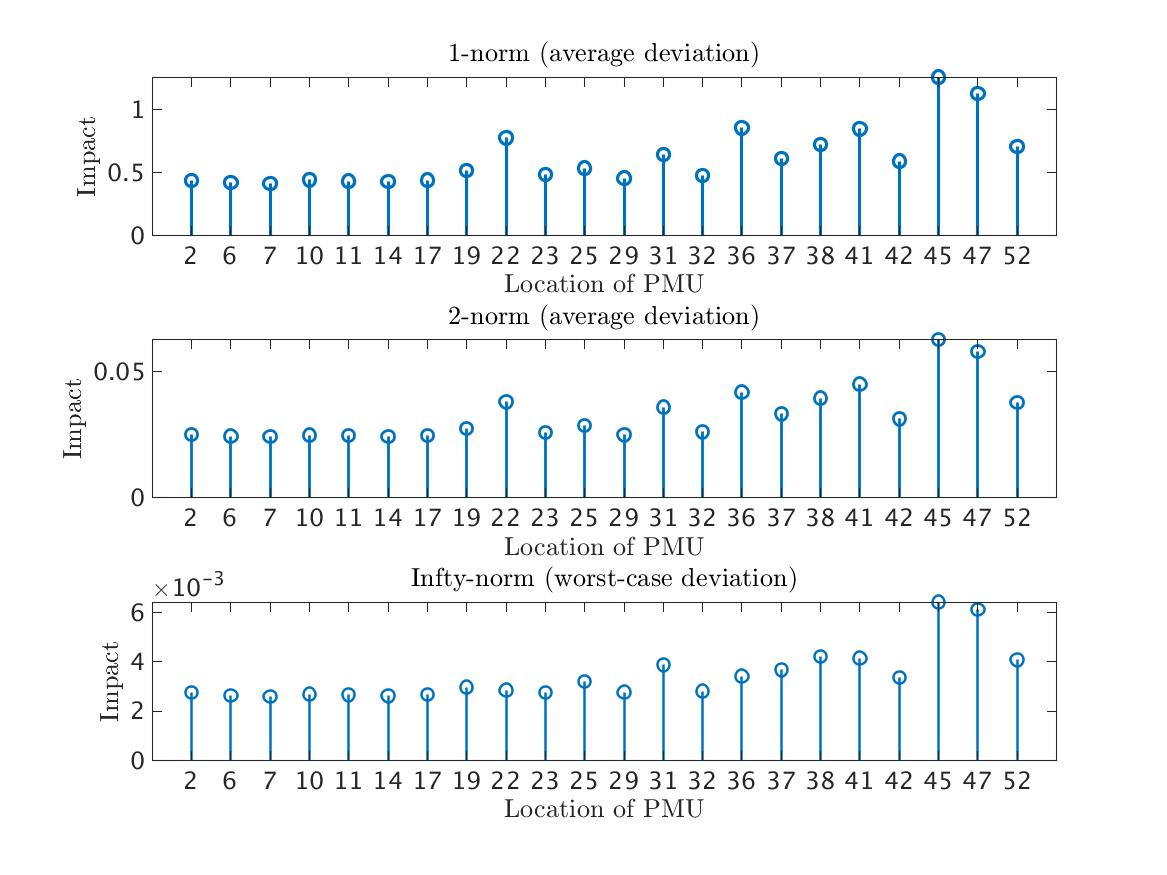 1-norm (average deviation)
1
0.5
0
Impact
2 6 7 10 11 14 17 19 22 23 25 29 31 32 36 37 38 41 42 45 47 52
Location of PMU
2-norm (average deviation)
0.05
0
Impact
2 6 7 10 11 14 17 19 22 23 25 29 31 32 36 37 38 41 42 45 47 52
Location of PMU
Infty-norm (worst-case deviation)
×10⁻³
6
4
2
0
Impact
2 6 7 10 11 14 17 19 22 23 25 29 31 32 36 37 38 41 42 45 47 52
Location of PMU